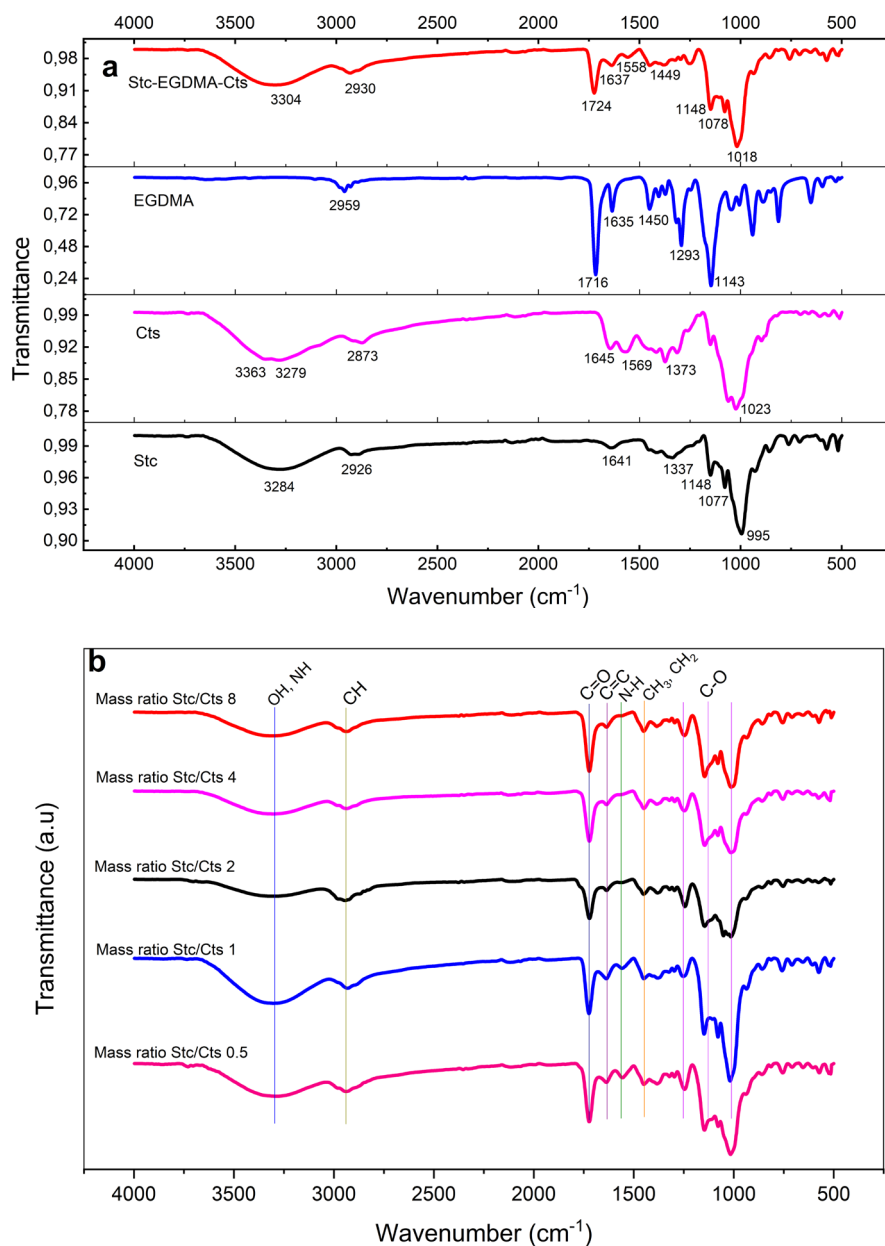 4000 3500 3000 2500 2000 1500 1000 500
a
0,98
0,91
0,84
0,77
Stc-EGDMA-Cts
3304
2930
1724
1637
1558
1449
1148
1078
1018
0,96
0,72
0,48
0,24
EGDMA
2959
1716
1635
1450
1293
1143
0,99
0,92
0,85
0,78
Cts
3363
3279
2873
1645
1569
1373
1023
0,99
0,96
0,93
0,90
Stc
3284
2926
1641
1337
1148
1077
995
Transmittance
4000 3500 3000 2500 2000 1500 1000 500
Wavenumber (cm⁻¹)
b
OH, NH
CH
C=O
C=C
N-H
CH₃, CH₂
C-O
Mass ratio Stc/Cts 8
Mass ratio Stc/Cts 4
Mass ratio Stc/Cts 2
Mass ratio Stc/Cts 1
Mass ratio Stc/Cts 0.5
Transmittance (a.u)
4000 3500 3000 2500 2000 1500 1000 500
Wavenumber (cm⁻¹)